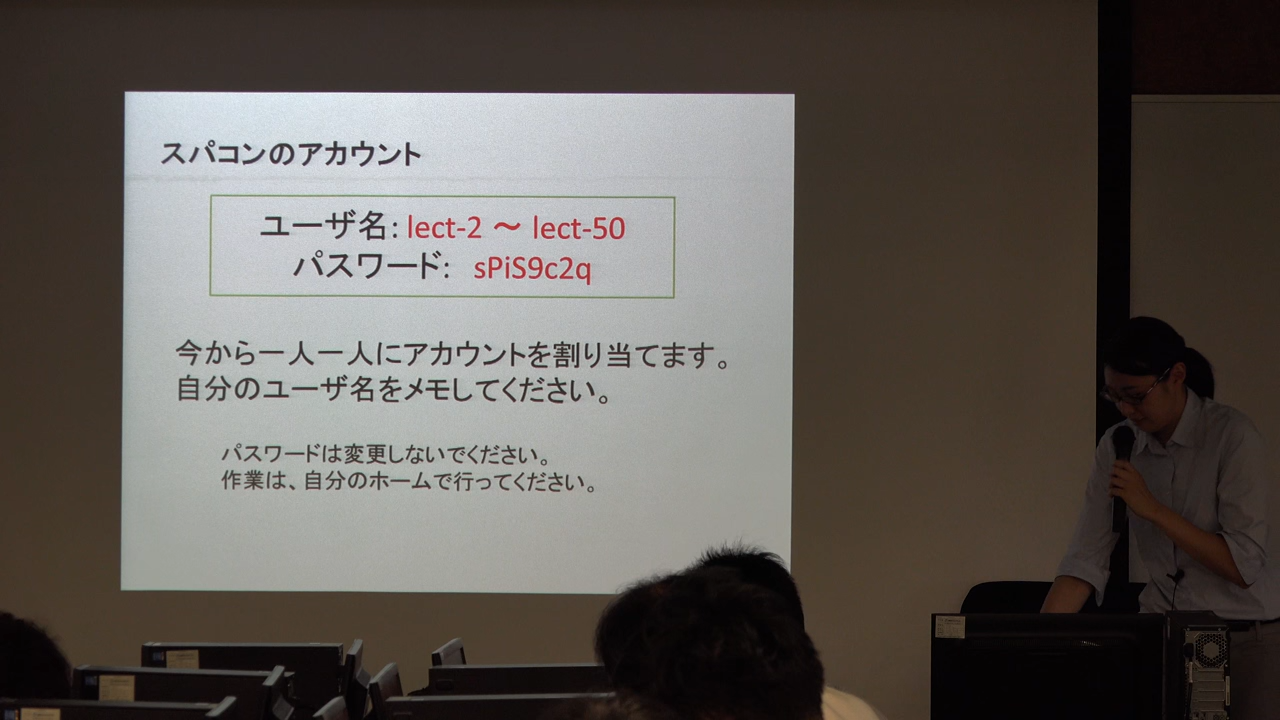 スパコンのアカウント
ユーザ名: lect-2 ～ lect-50
パスワード: sPiS9c2q
今から一人一人にアカウントを割り当てます。
自分のユーザ名をメモしてください。
パスワードは変更しないでください。
作業は、自分のホームで行ってください。